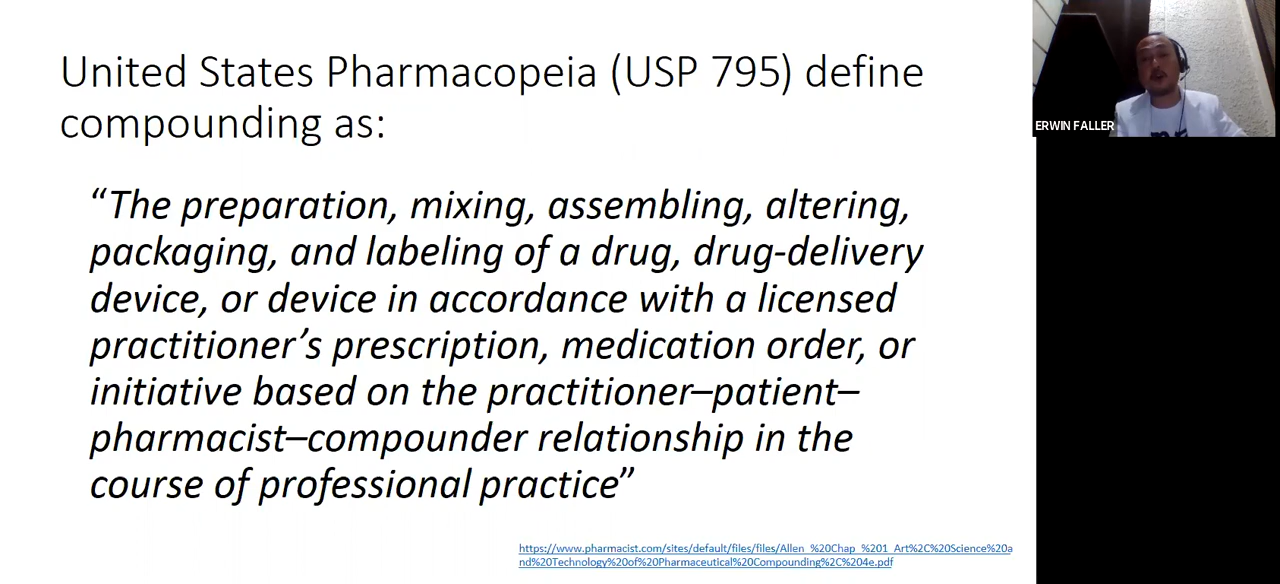 United States Pharmacopeia (USP 795) define
compounding as:
“The preparation, mixing, assembling, altering,
packaging, and labeling of a drug, drug-delivery
device, or device in accordance with a licensed
practitioner’s prescription, medication order, or
initiative based on the practitioner–patient–
pharmacist–compounder relationship in the
course of professional practice”
https://www.pharmacist.com/sites/default/files/files/Allen_%20Chap_%201_Art%2C%20Science%20a
nd%20Technology%20of%20Pharmaceutical%20Compounding%2C%204e.pdf
ERWIN FALLER